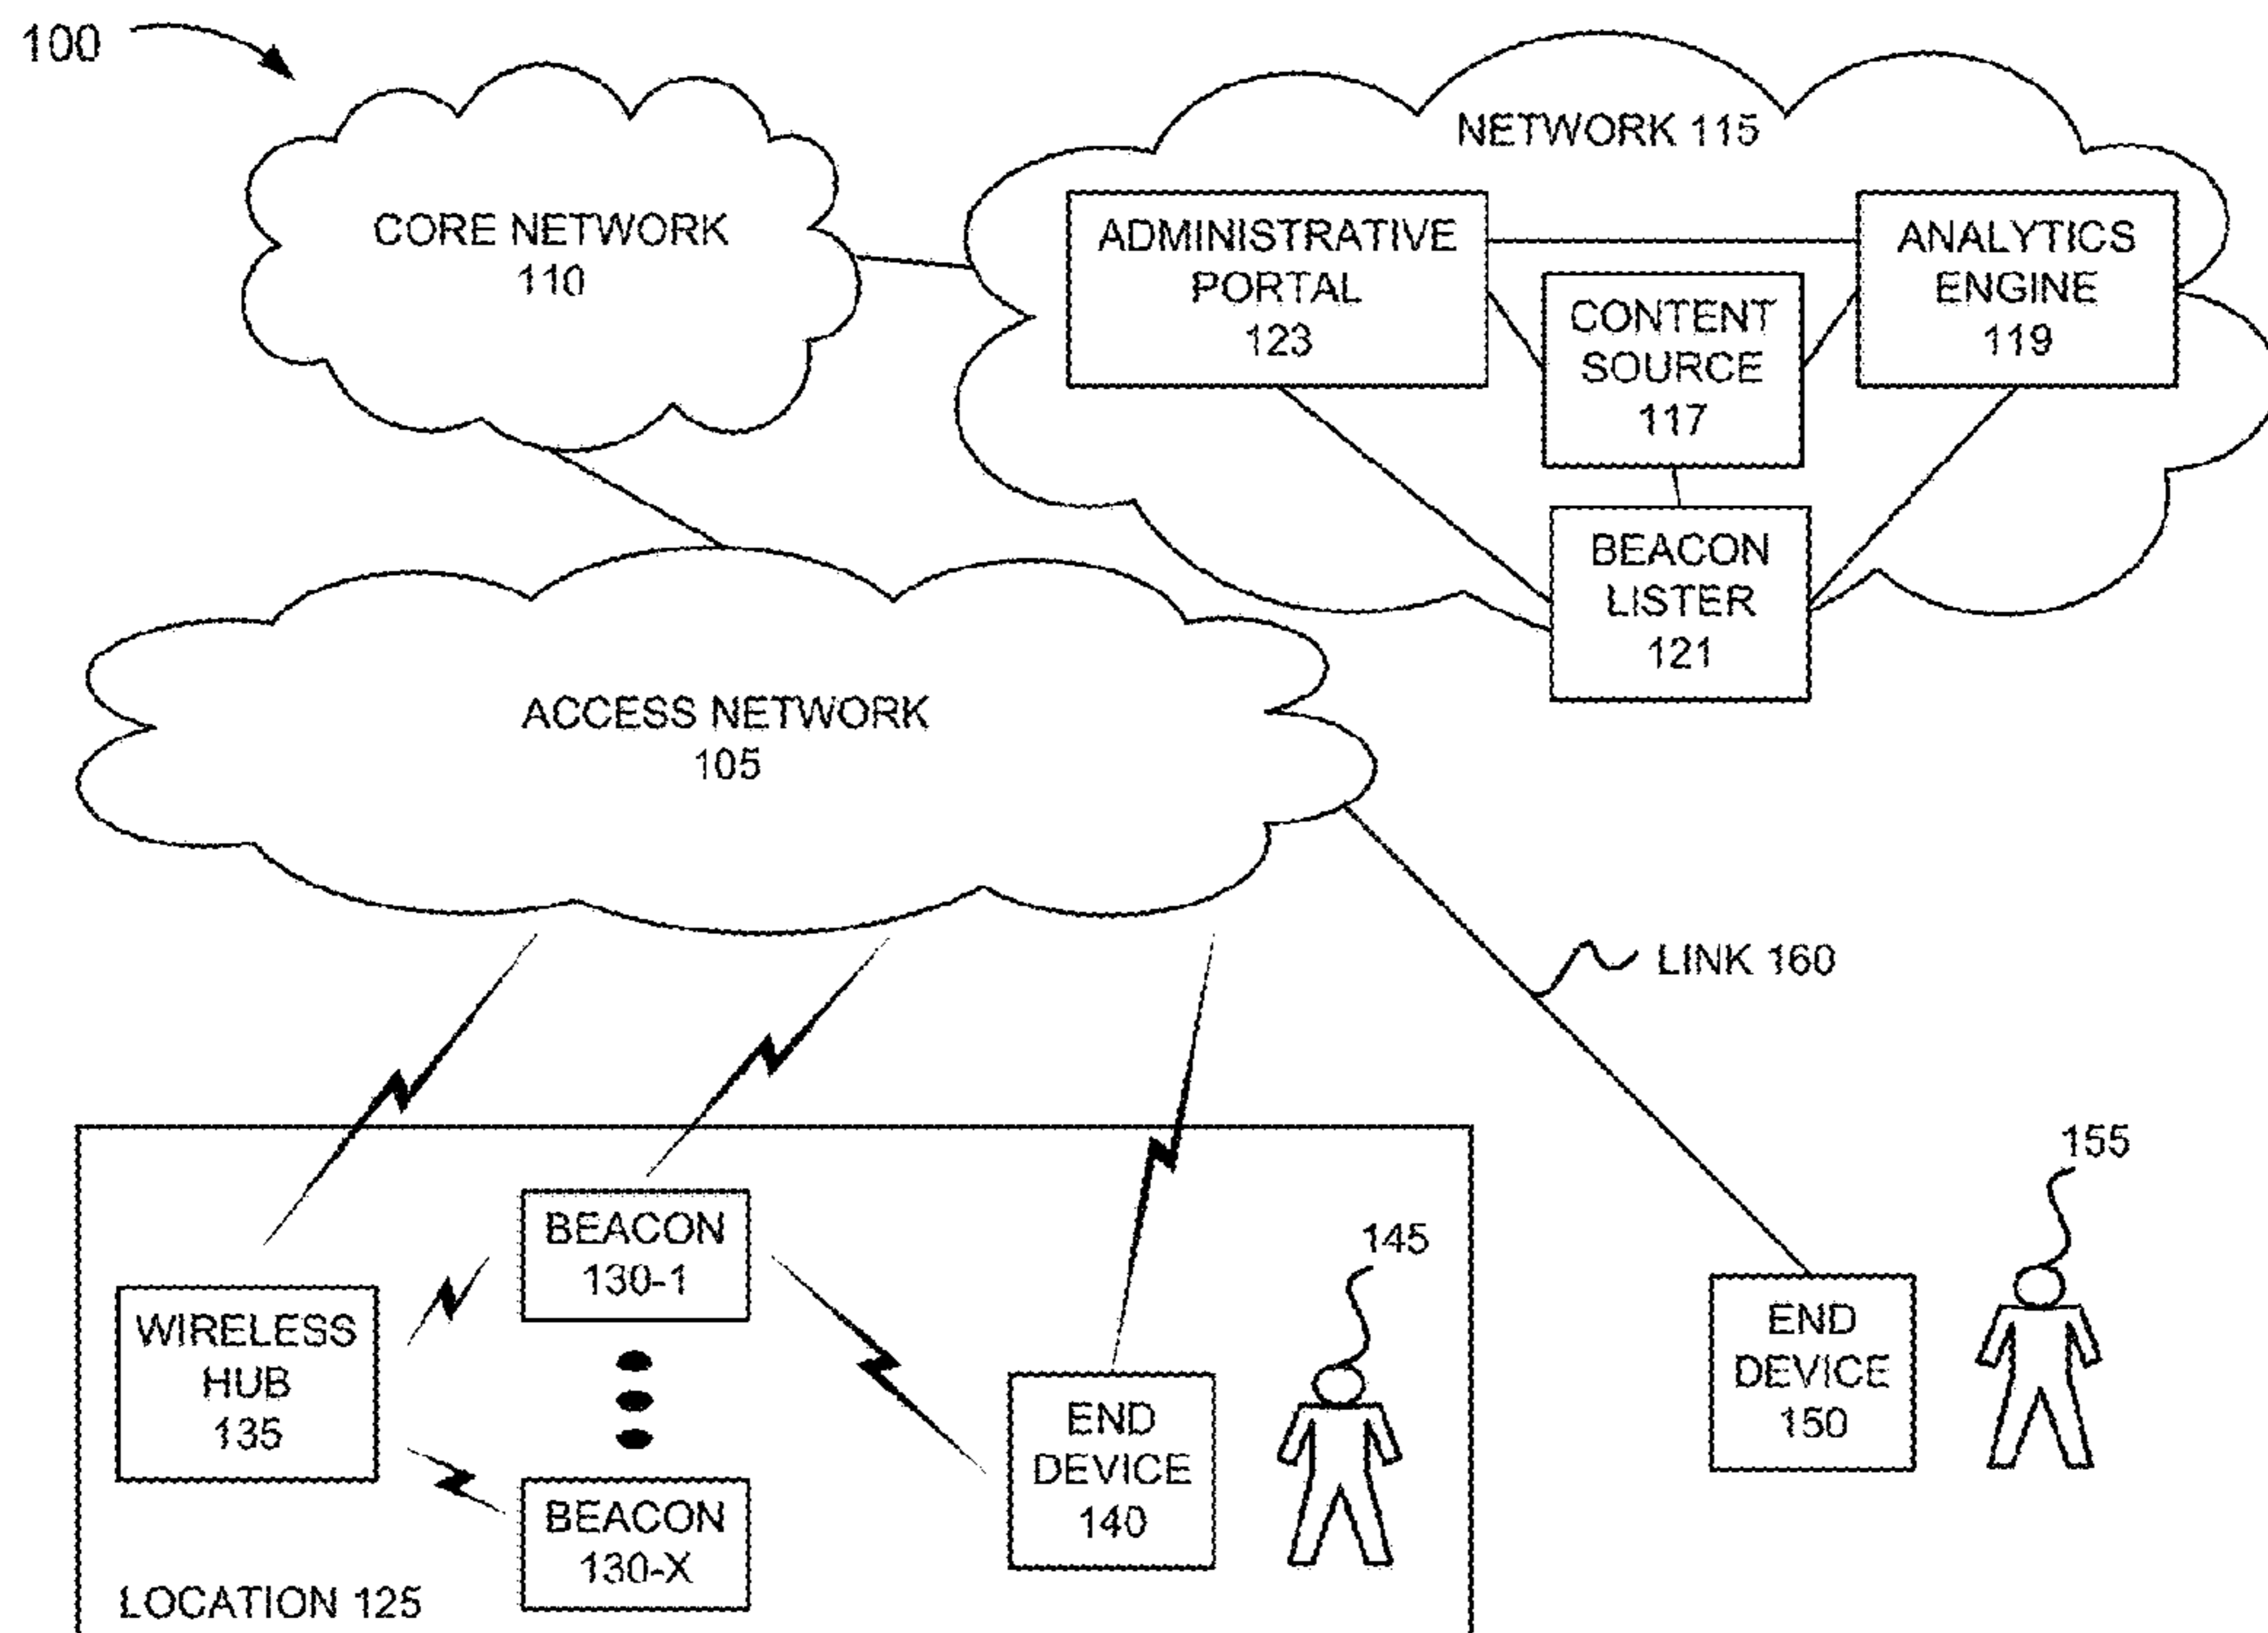 100
CORE NETWORK
110
NETWORK 115
ADMINISTRATIVE
PORTAL
123
CONTENT
SOURCE
117
ANALYTICS
ENGINE
119
BEACON
LISTER
121
ACCESS NETWORK
105
LINK 160
WIRELESS
HUB
135
BEACON
130-1
BEACON
130-X
END
DEVICE
140
145
END
DEVICE
150
155
LOCATION 125